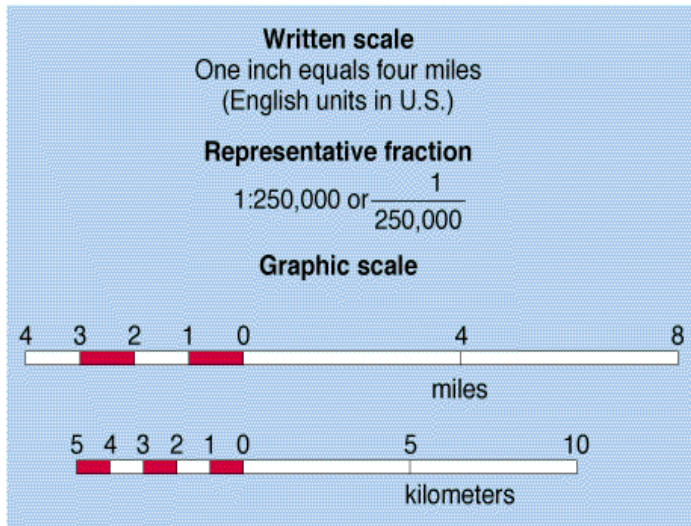 Written scale
One inch equals four miles
(English units in U.S.)
Representative fraction
1:250,000 or 1
250,000
Graphic scale
4 3 2 1 0 4 8
miles
5 4 3 2 1 0 5 10
kilometers